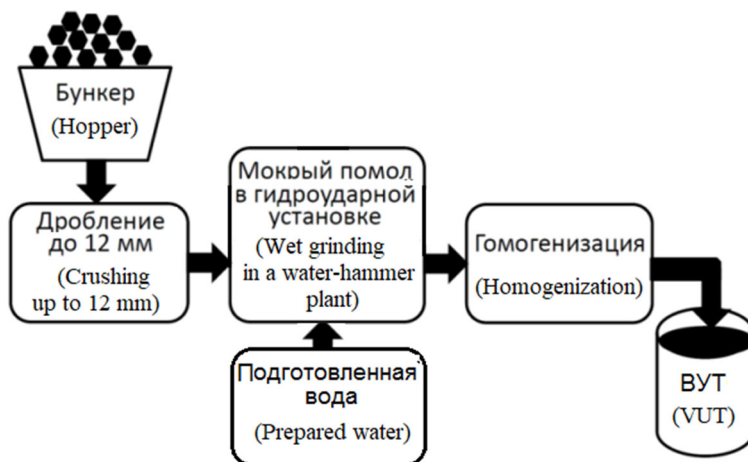 Бункер
(Hopper)
Дробление
до 12 мм
(Crushing
up to 12 mm)
Мокрый помол
в гидроударной
установке
(Wet grinding
in a water-hammer
plant)
Подготовленная
вода
(Prepared water)
Гомогенизация
(Homogenization)
ВУТ
(VUT)